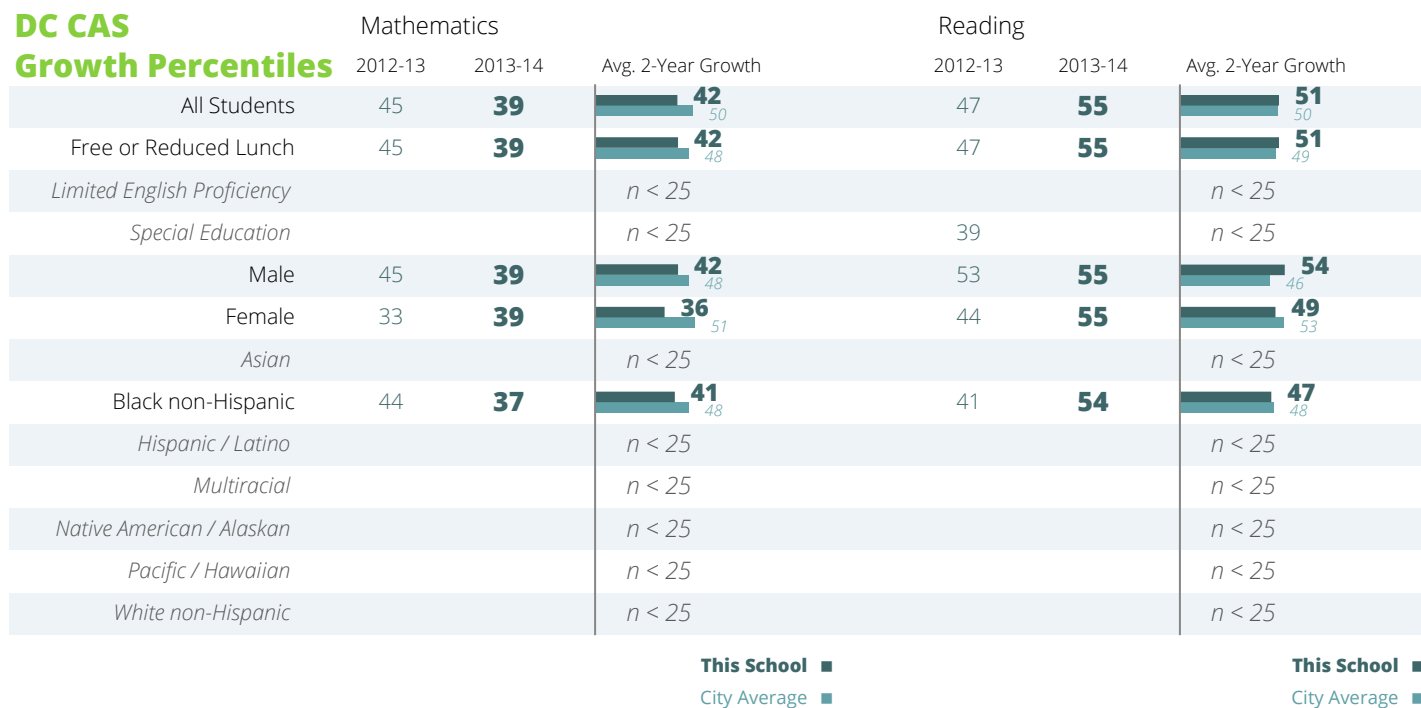 DC CAS
Growth Percentiles
Mathematics Reading
2012-13 2013-14 Avg. 2-Year Growth 2012-13 2013-14 Avg. 2-Year Growth
All Students 45 39 42 50 47 55 51 50
Free or Reduced Lunch 45 39 42 48 47 55 51 49
Limited English Proficiency n < 25 n < 25
Special Education n < 25 39 n < 25
Male 45 39 42 48 53 55 54 46
Female 33 39 36 51 44 55 49 53
Asian n < 25 n < 25
Black non-Hispanic 44 37 41 48 41 54 47 48
Hispanic / Latino n < 25 n < 25
Multiracial n < 25 n < 25
Native American / Alaskan n < 25 n < 25
Pacific / Hawaiian n < 25 n < 25
White non-Hispanic n < 25 n < 25
This School This School
City Average City Average